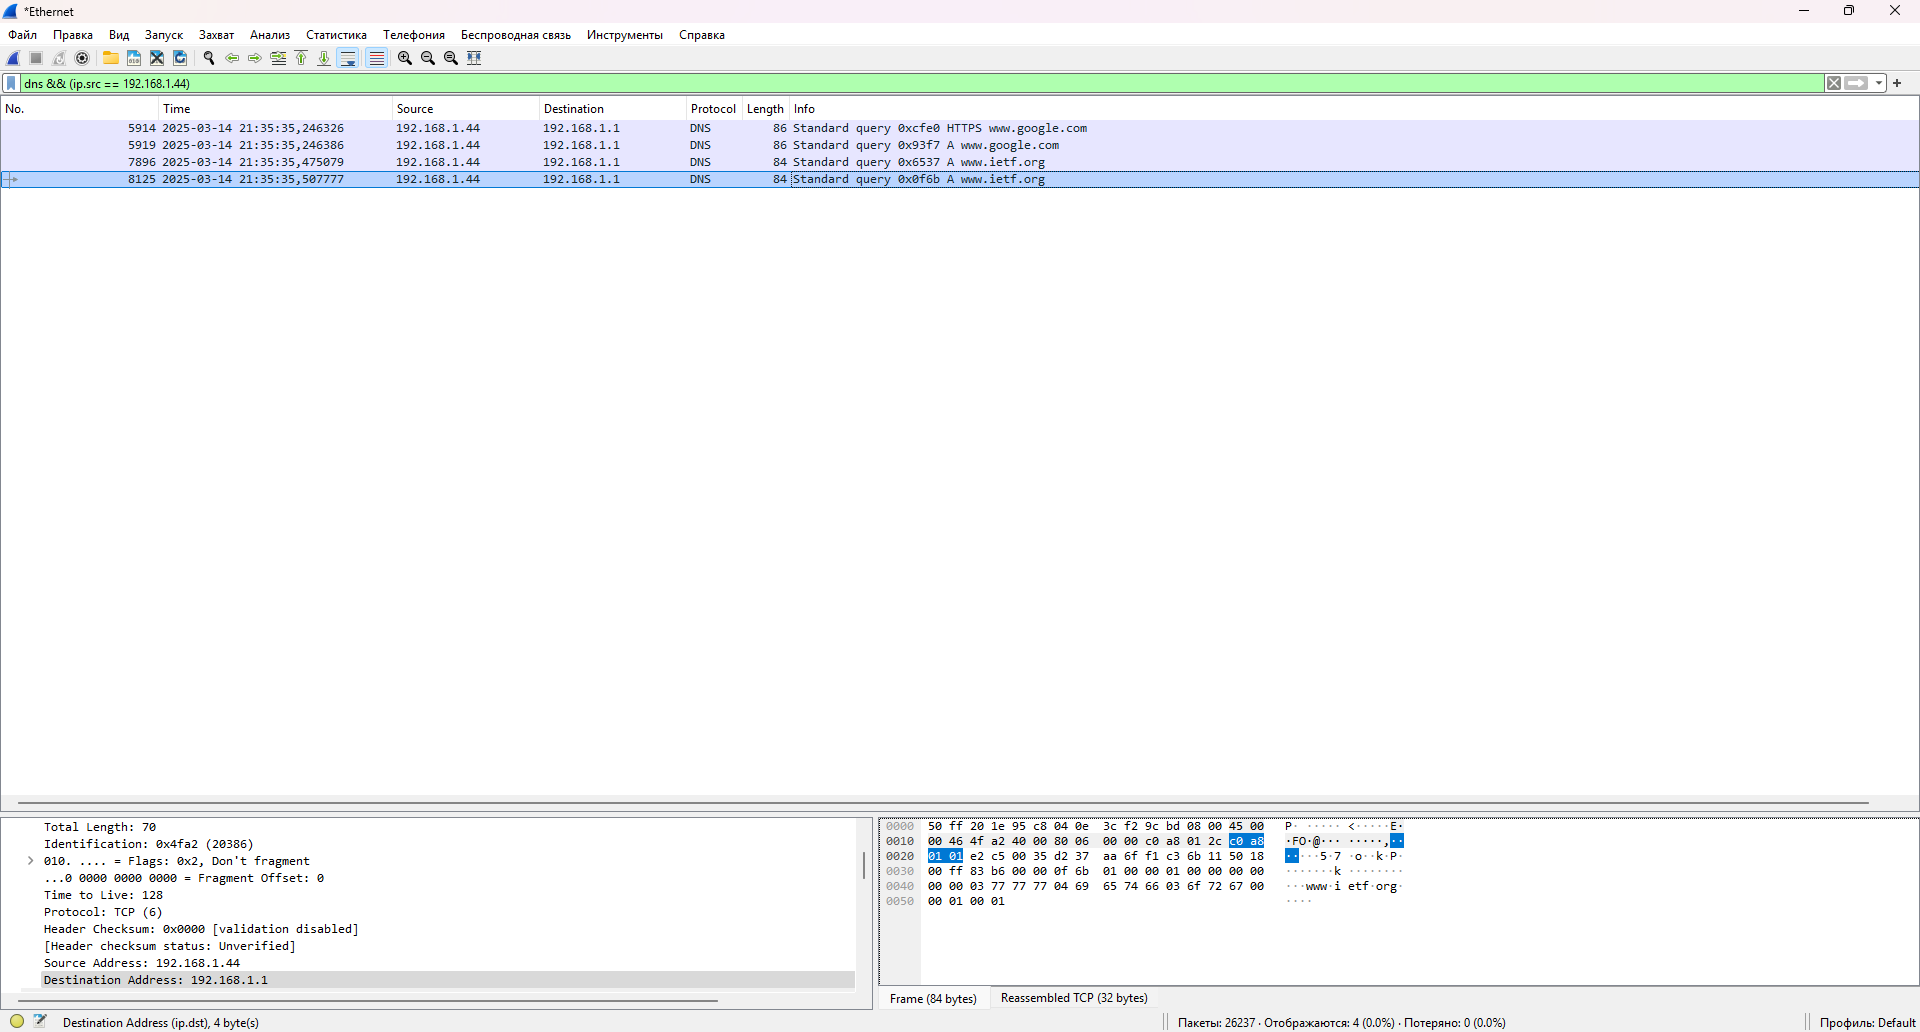 *Ethernet
Файл Правка Вид Запуск Захват Анализ Статистика Телефония Беспроводная связь Инструменты Справка
dns && (ip.src == 192.168.1.44)
No. Time Source Destination Protocol Length Info
5914 2025-03-14 21:35:35,246326 192.168.1.44 192.168.1.1 DNS 86 Standard query 0xcfe0 HTTPS www.google.com
5919 2025-03-14 21:35:35,246386 192.168.1.44 192.168.1.1 DNS 86 Standard query 0x93f7 A www.google.com
7896 2025-03-14 21:35:35,475079 192.168.1.44 192.168.1.1 DNS 84 Standard query 0x6537 A www.ietf.org
8125 2025-03-14 21:35:35,507777 192.168.1.44 192.168.1.1 DNS 84 Standard query 0x0f6b A www.ietf.org
Total Length: 70
Identification: 0x4fa2 (20386)
010. .... = Flags: 0x2, Don't fragment
...0 0000 0000 0000 = Fragment Offset: 0
Time to Live: 128
Protocol: TCP (6)
Header Checksum: 0x0000 [validation disabled]
[Header checksum status: Unverified]
Source Address: 192.168.1.44
Destination Address: 192.168.1.1
0000 50 ff 20 1e 95 c8 04 0e 3c f2 9c bd 08 00 45 00 P· ····· <·····E·
0010 00 46 4f a2 40 00 80 06 00 00 c0 a8 01 2c c0 a8 ·FO·@··· ·····,··
0020 01 01 e2 c5 00 35 d2 37 aa 6f f1 c3 6b 11 50 18 ·····5·7 ·o··k·P·
0030 00 ff 83 b6 00 00 0f 6b 01 00 00 01 00 00 00 00 ·······k ········
0040 00 00 03 77 77 77 04 69 65 74 66 03 6f 72 67 00 ···www·i etf·org·
0050 00 01 00 01 ····
Frame (84 bytes) Reassembled TCP (32 bytes)
Destination Address (ip.dst), 4 byte(s) Пакеты: 26237 · Отображаются: 4 (0.0%) · Потеряно: 0 (0.0%) Профиль: Default